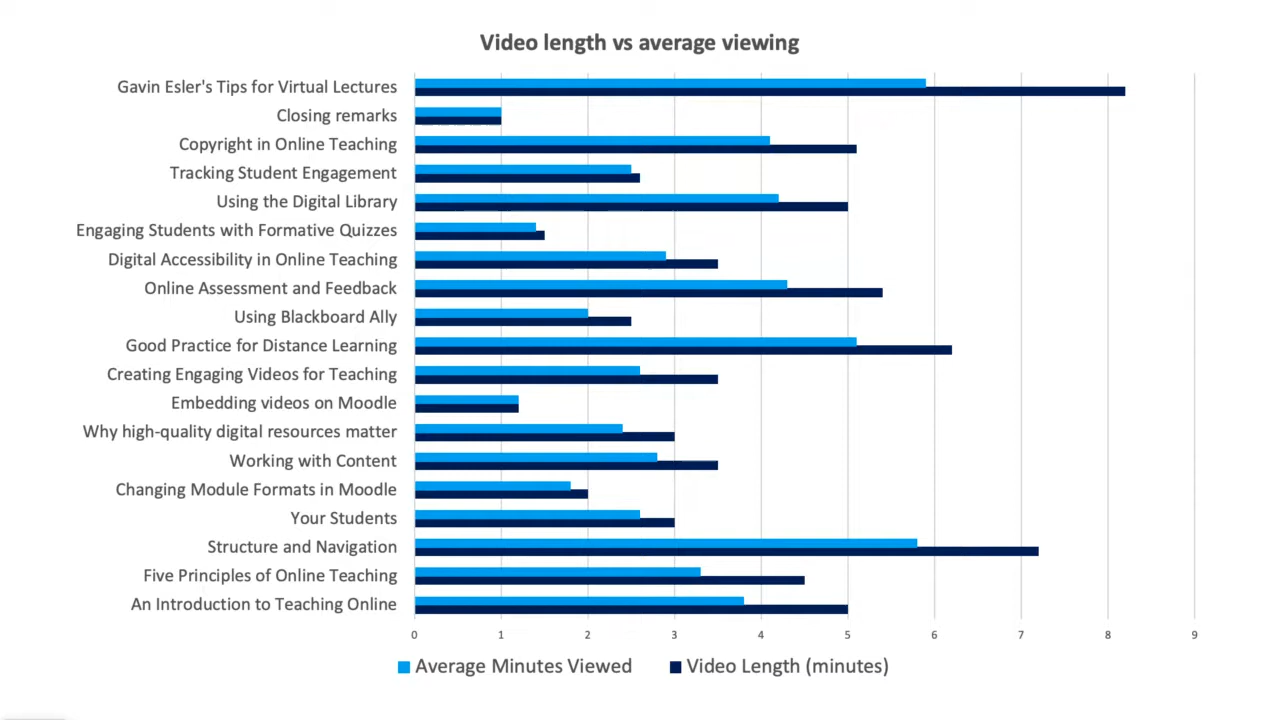 Video length vs average viewing
Gavin Esler's Tips for Virtual Lectures
Closing remarks
Copyright in Online Teaching
Tracking Student Engagement
Using the Digital Library
Engaging Students with Formative Quizzes
Digital Accessibility in Online Teaching
Online Assessment and Feedback
Using Blackboard Ally
Good Practice for Distance Learning
Creating Engaging Videos for Teaching
Embedding videos on Moodle
Why high-quality digital resources matter
Working with Content
Changing Module Formats in Moodle
Your Students
Structure and Navigation
Five Principles of Online Teaching
An Introduction to Teaching Online
0 1 2 3 4 5 6 7 8 9
Average Minutes Viewed Video Length (minutes)